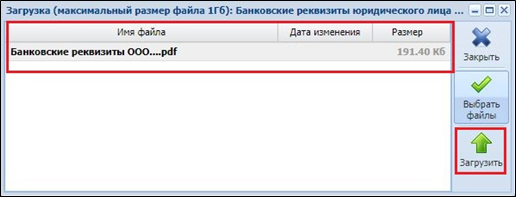 Загрузка (максимальный размер файла 1Гб): Банковские реквизиты юридического лица ...
Имя файла Дата изменения Размер
Банковские реквизиты ООО....pdf 191.40 Кб
Закрыть
Выбрать
файлы
Загрузить